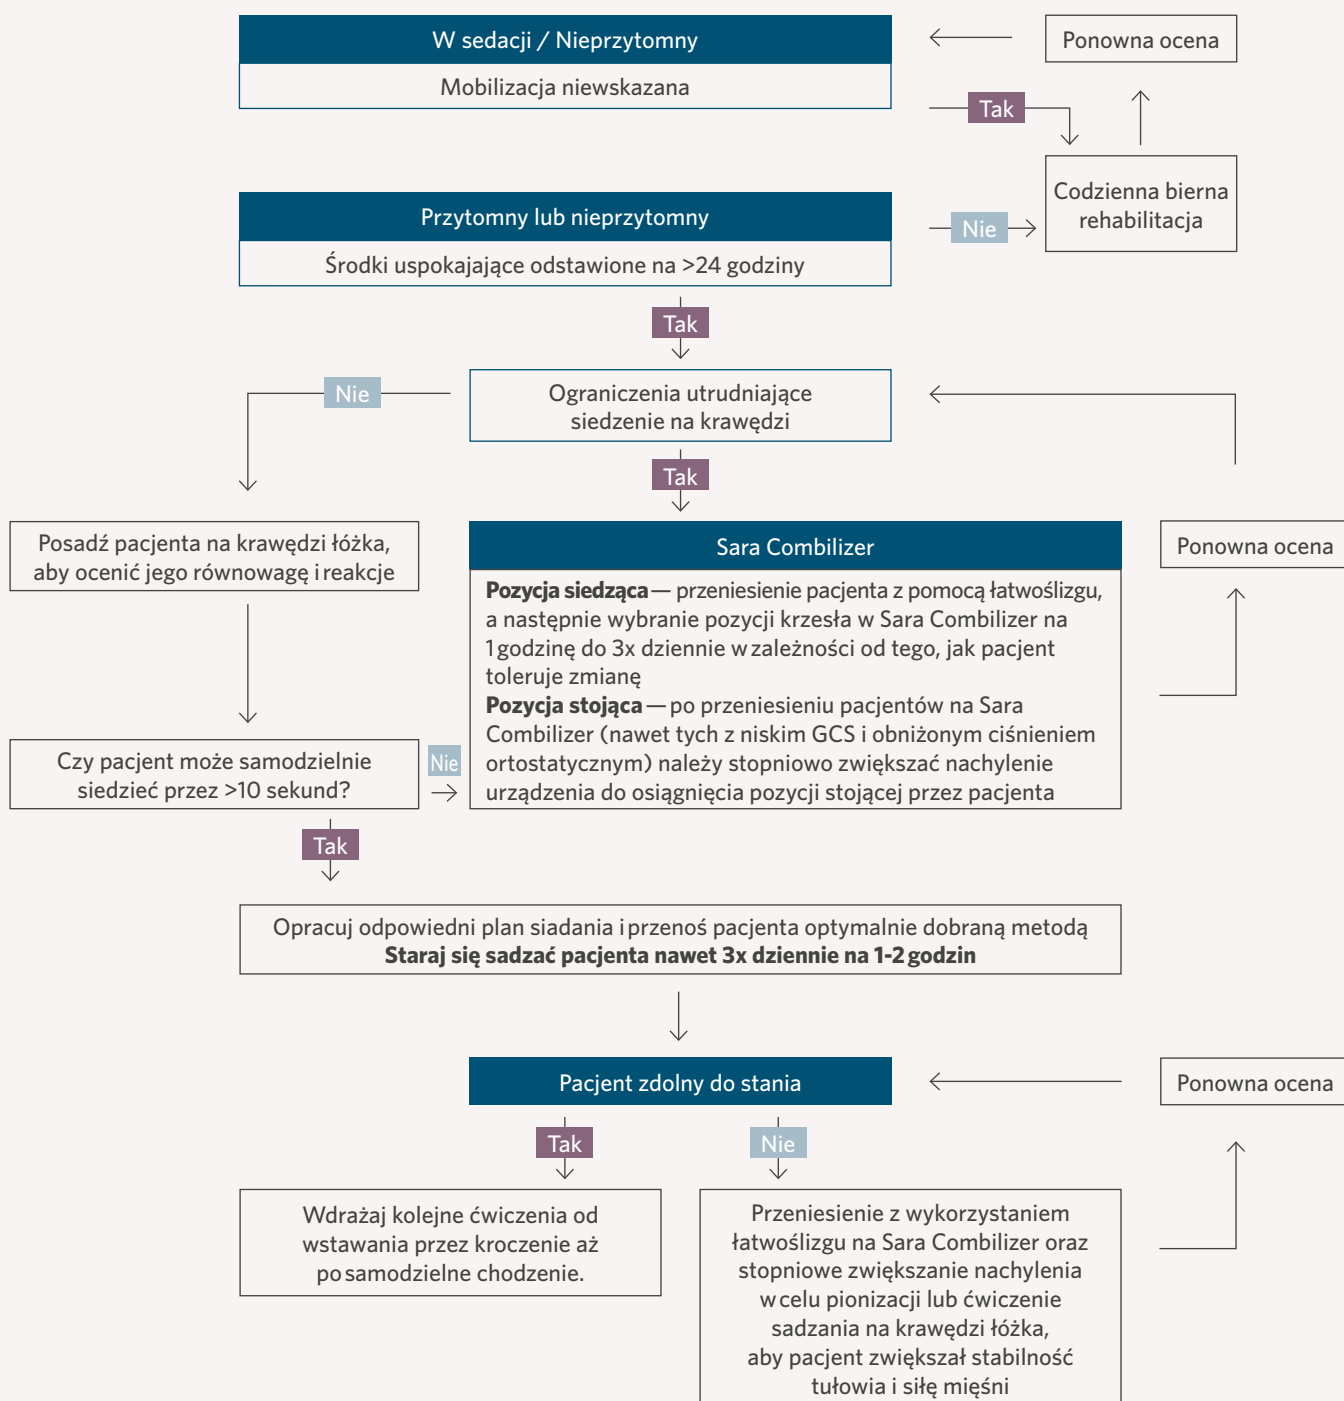 W sedacji / Nieprzytomny
Ponowna ocena
Mobilizacja niewskazana
Tak
Codzienna bierna
rehabilitacja
Przytomny lub nieprzytomny
Nie
Środki uspokajające odstawione na >24 godziny
Tak
Nie
Ograniczenia utrudniające
siedzenie na krawędzi
Tak
Posadź pacjenta na krawędzi łóżka,
aby ocenić jego równowagę i reakcje
Sara Combilizer
Ponowna ocena
Pozycja siedząca — przeniesienie pacjenta z pomocą łatwoślizgu,
a następnie wybranie pozycji krzesła w Sara Combilizer na
1 godzinę do 3x dziennie w zależności od tego, jak pacjent
toleruje zmianę
Pozycja stojąca — po przeniesieniu pacjentów na Sara
Combilizer (nawet tych z niskim GCS i obniżonym ciśnieniem
ortostatycznym) należy stopniowo zwiększać nachylenie
urządzenia do osiągnięcia pozycji stojącej przez pacjenta
Czy pacjent może samodzielnie
siedzieć przez >10 sekund?
Nie
Tak
Opracuj odpowiedni plan siadania i przenoś pacjenta optymalnie dobraną metodą
Staraj się sadzać pacjenta nawet 3x dziennie na 1-2 godzin
Pacjent zdolny do stania
Ponowna ocena
Tak
Nie
Wdrażaj kolejne ćwiczenia od
wstawania przez kroczenie aż
po samodzielne chodzenie.
Przeniesienie z wykorzystaniem
łatwoślizgu na Sara Combilizer oraz
stopniowe zwiększanie nachylenia
w celu pionizacji lub ćwiczenie
sadzania na krawędzi łóżka,
aby pacjent zwiększał stabilność
tułowia i siłę mięśni